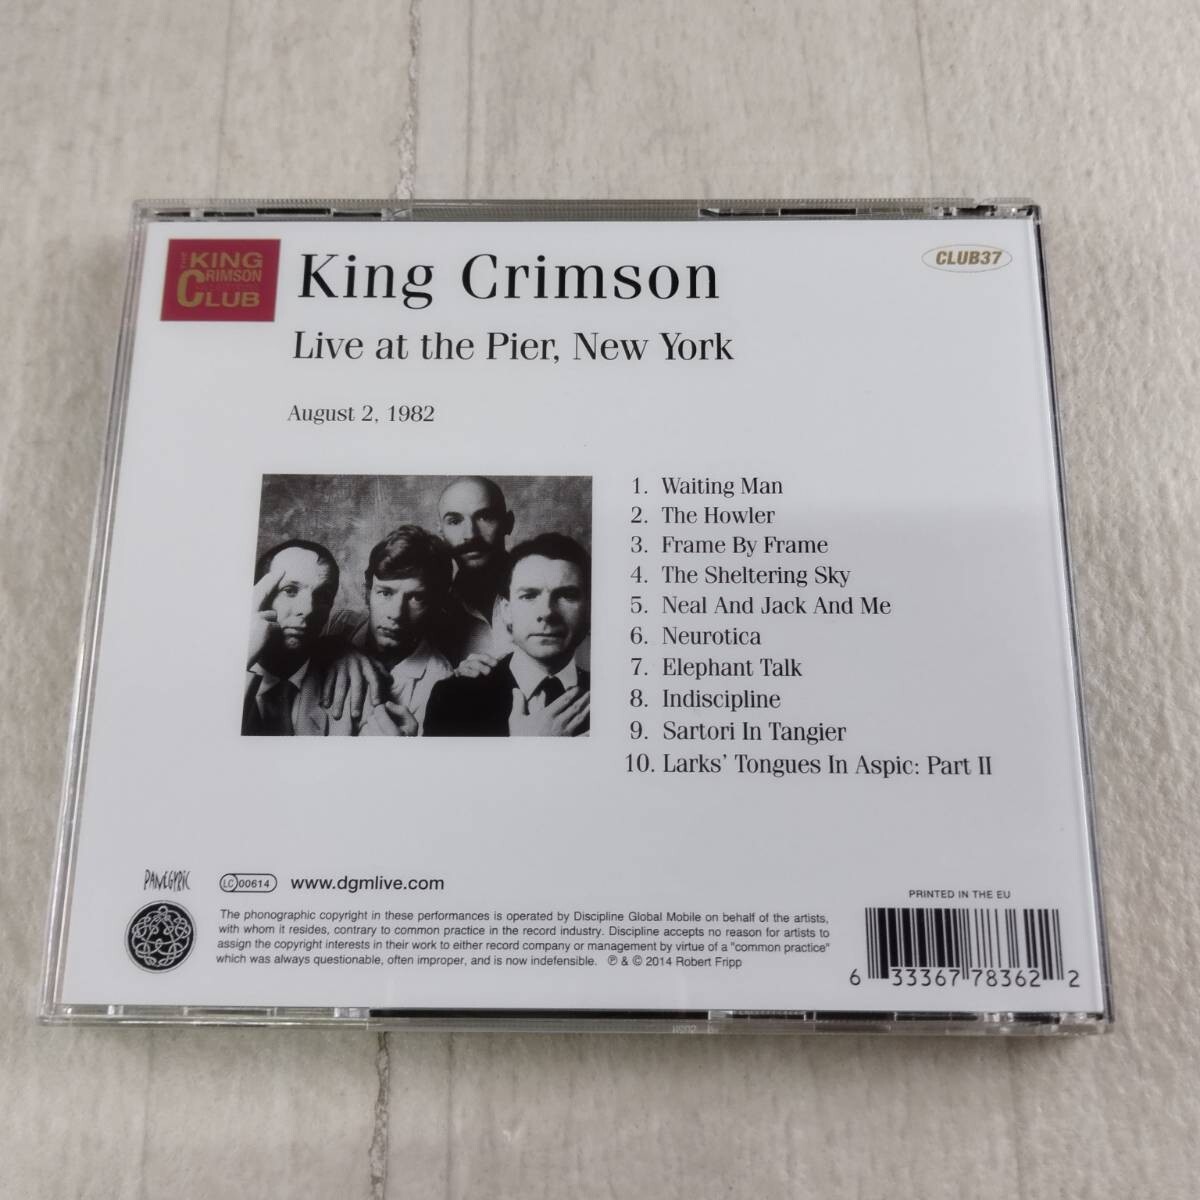 THE KING
CRIMSON
CLUB
King Crimson
CLUB37
Live at the Pier, New York
August 2, 1982
1. Waiting Man
2. The Howler
3. Frame By Frame
4. The Sheltering Sky
5. Neal And Jack And Me
6. Neurotica
7. Elephant Talk
8. Indiscipline
9. Sartori In Tangier
10. Larks' Tongues In Aspic: Part II
PANEGYRIC
LC 00614
www.dgmlive.com
PRINTED IN THE EU
The phonographic copyright in these performances is operated by Discipline Global Mobile on behalf of the artists,
with whom it resides, contrary to common practice in the record industry. Discipline accepts no reason for artists to
assign the copyright interests in their work to either record company or management by virtue of a "common practice"
which was always questionable, often improper, and is now indefensible. ℗ & © 2014 Robert Fripp
6 33367 78362 2